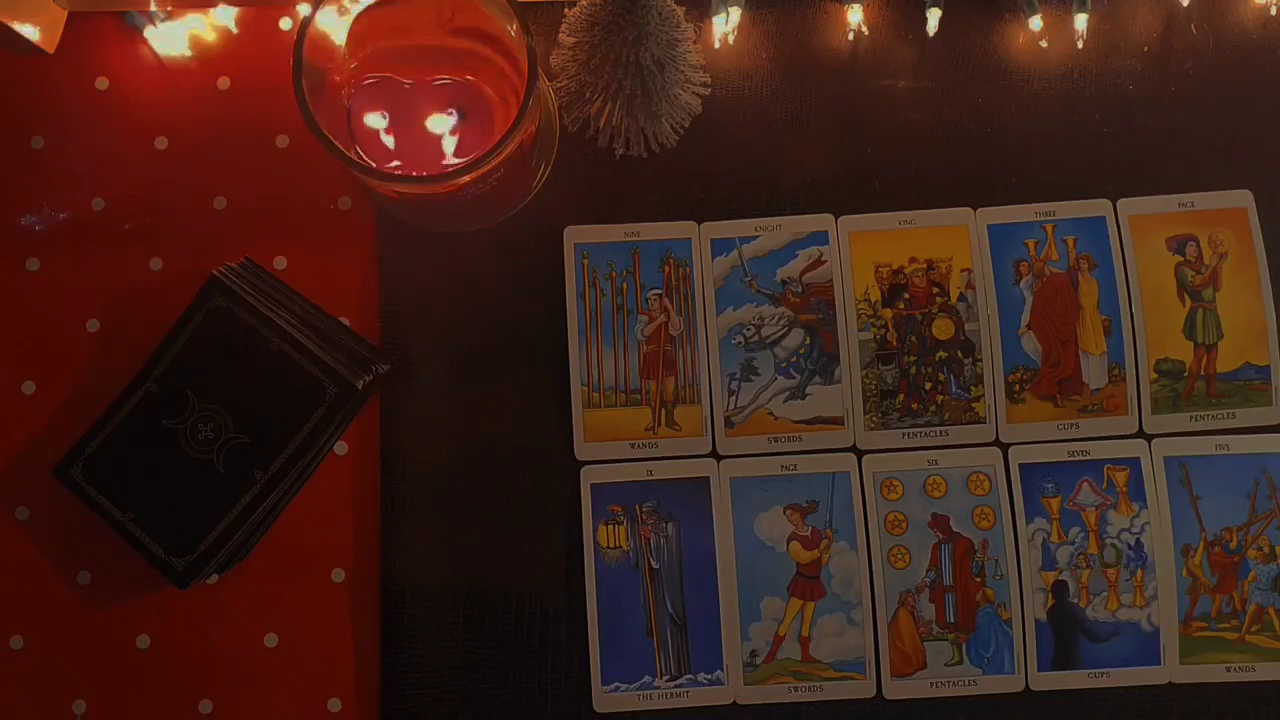 NINE
WANDS
KNIGHT
SWORDS
KING
PENTACLES
THREE
CUPS
PAGE
PENTACLES
IX
THE HERMIT
PAGE
SWORDS
SIX
PENTACLES
SEVEN
CUPS
FIVE
WANDS